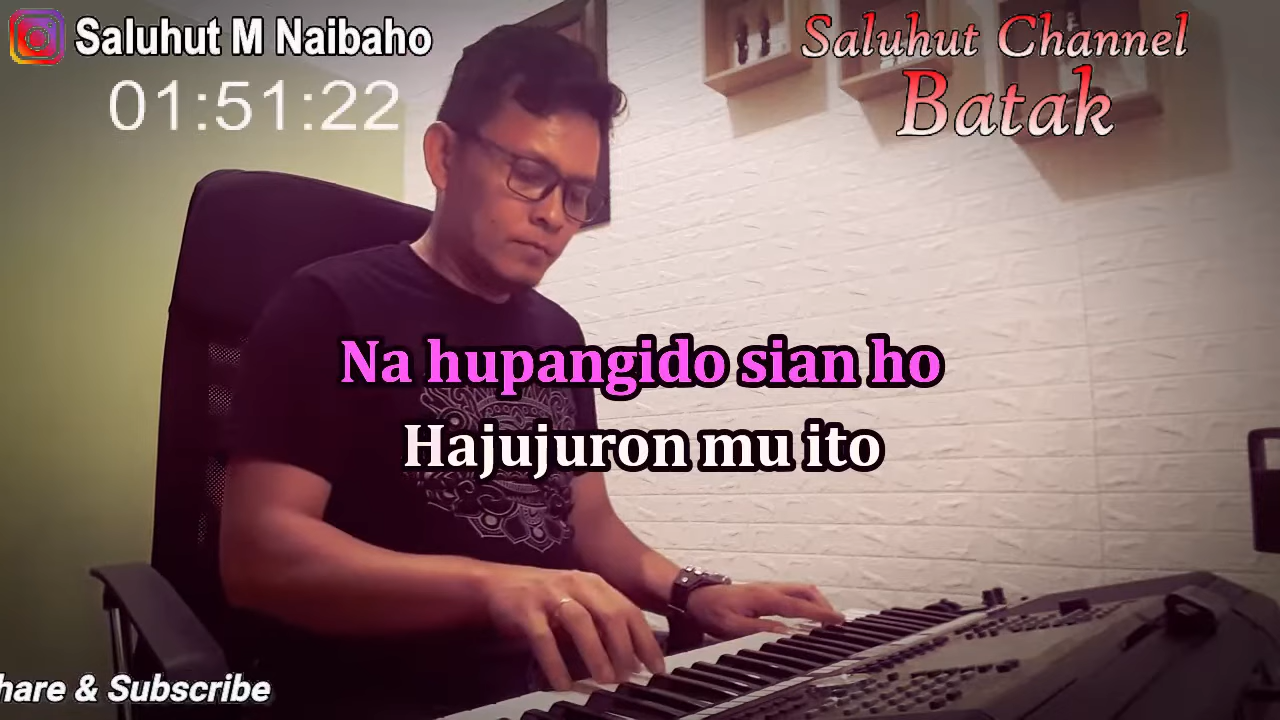 Saluhut M Naibaho
01:51:22
Saluhut Channel
Batak
Na hupangido sian ho
Hajujuron mu ito
hare & Subscribe